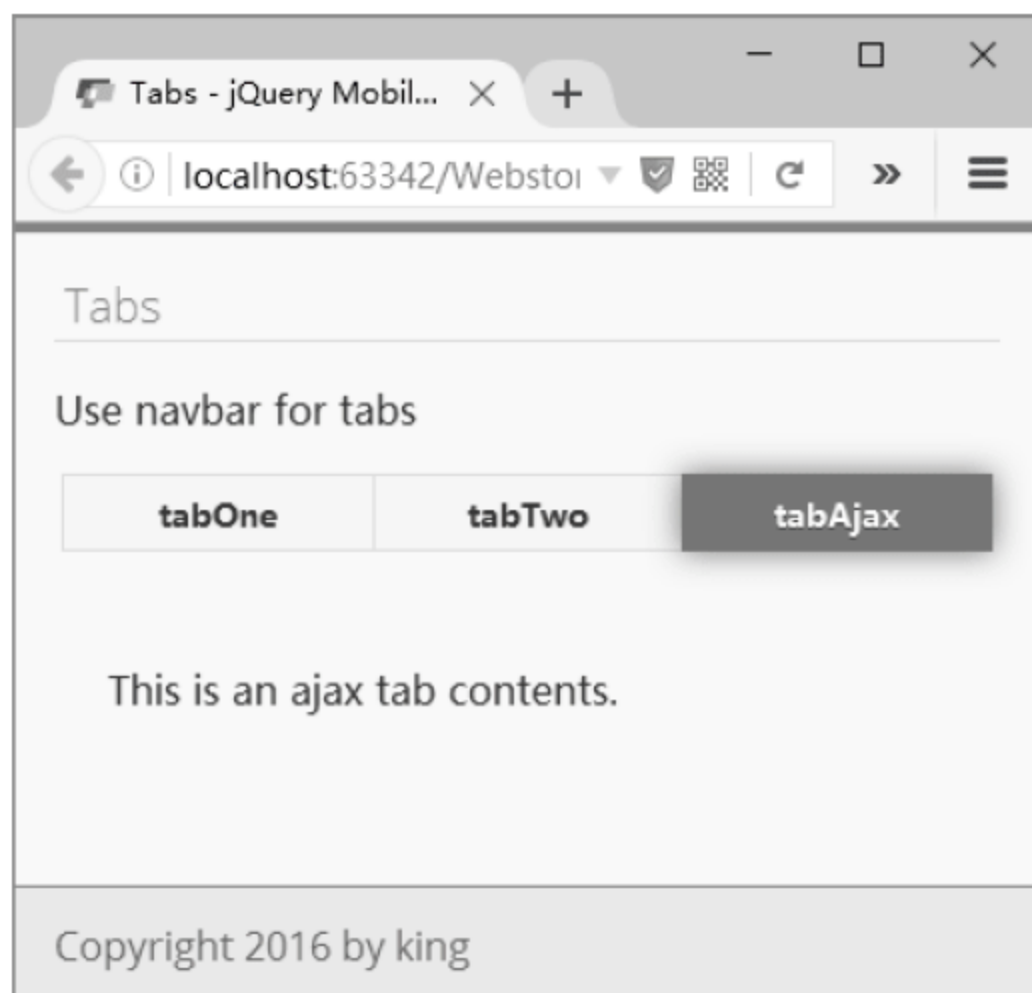 Tabs - jQuery Mobil...
localhost:63342/Webstor
Tabs
Use navbar for tabs
tabOne tabTwo tabAjax
This is an ajax tab contents.
Copyright 2016 by king